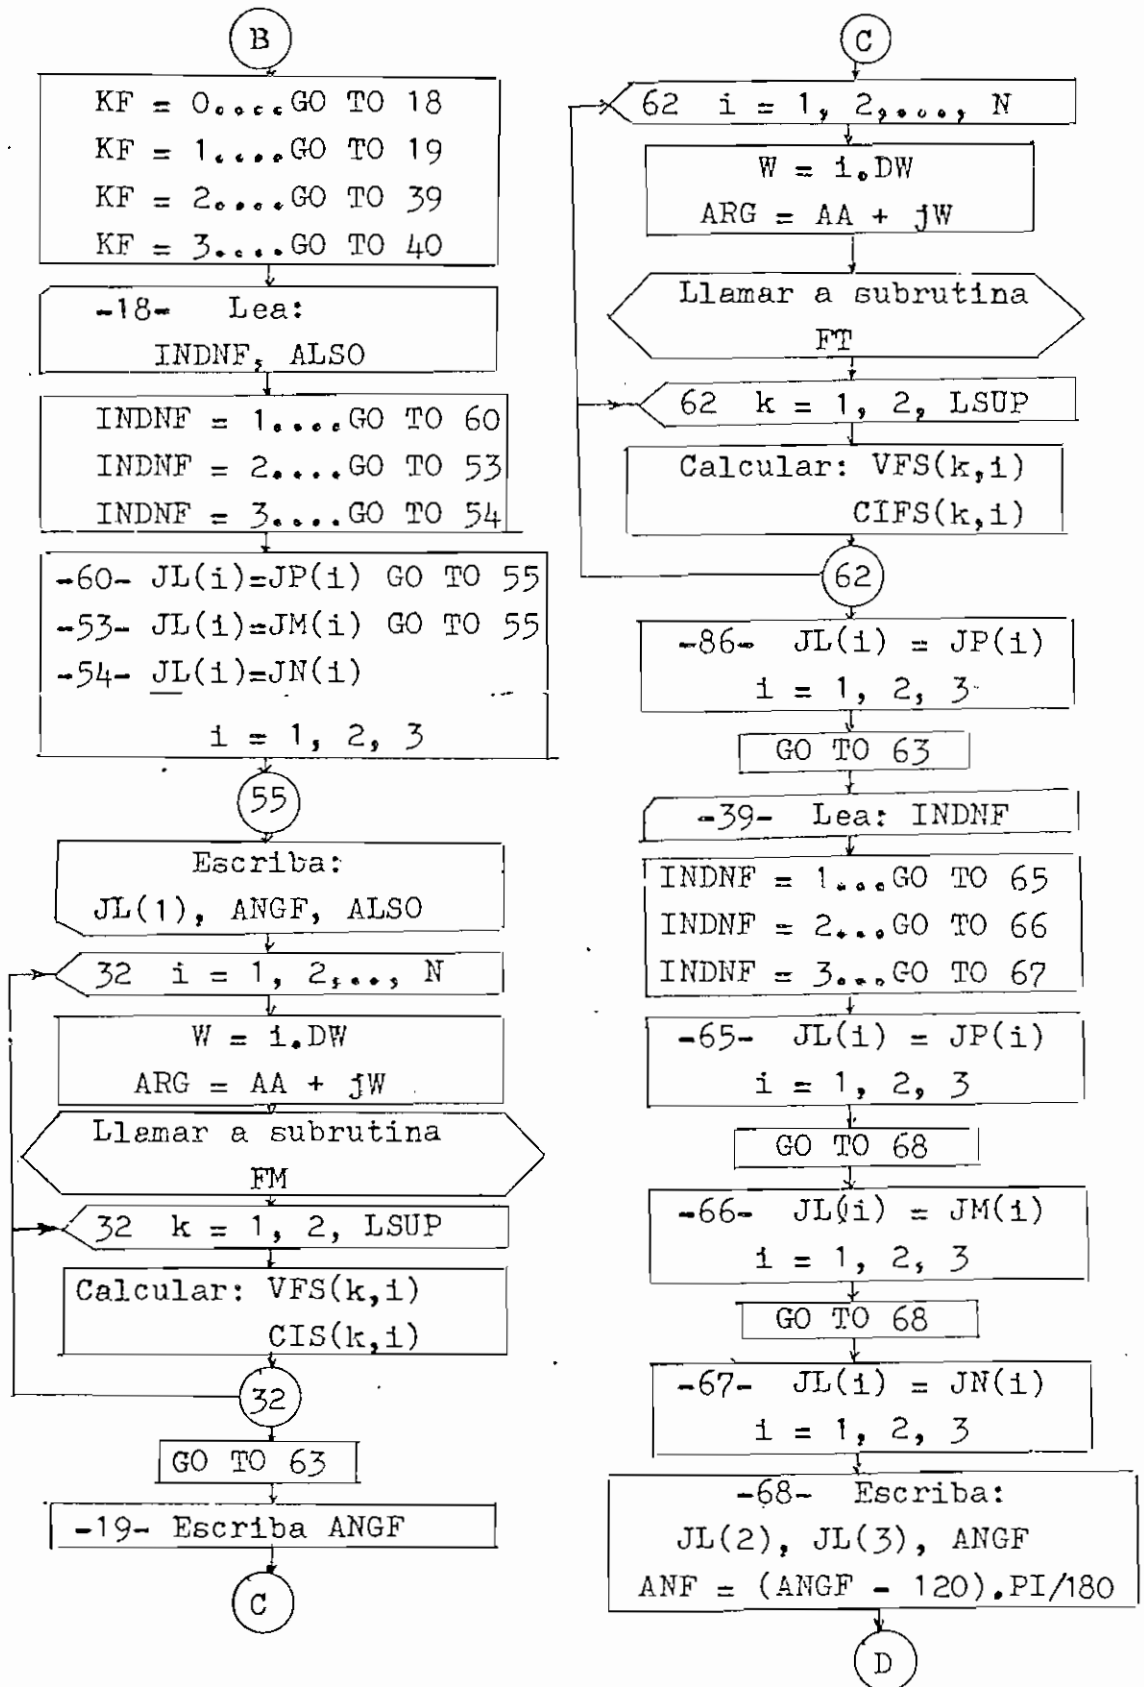 B
KF = 0....GO TO 18
KF = 1....GO TO 19
KF = 2....GO TO 39
KF = 3....GO TO 40
-18- Lea:
INDNF, ALSO
INDNF = 1....GO TO 60
INDNF = 2....GO TO 53
INDNF = 3....GO TO 54
-60- JL(i)=JP(i) GO TO 55
-53- JL(i)=JM(i) GO TO 55
-54- JL(i)=JN(i)
i = 1, 2, 3
55
Escriba:
JL(1), ANGF, ALSO
32 i = 1, 2,.., N
W = i.DW
ARG = AA + jW
Llamar a subrutina
FM
32 k = 1, 2, LSUP
Calcular: VFS(k,i)
CIS(k,i)
32
GO TO 63
-19- Escriba ANGF
C
C
62 i = 1, 2,..., N
W = i.DW
ARG = AA + jW
Llamar a subrutina
FT
62 k = 1, 2, LSUP
Calcular: VFS(k,i)
CIFS(k,i)
62
-86- JL(i) = JP(i)
i = 1, 2, 3
GO TO 63
-39- Lea: INDNF
INDNF = 1...GO TO 65
INDNF = 2...GO TO 66
INDNF = 3...GO TO 67
-65- JL(i) = JP(i)
i = 1, 2, 3
GO TO 68
-66- JL(i) = JM(i)
i = 1, 2, 3
GO TO 68
-67- JL(i) = JN(i)
i = 1, 2, 3
-68- Escriba:
JL(2), JL(3), ANGF
ANF = (ANGF - 120).PI/180
D